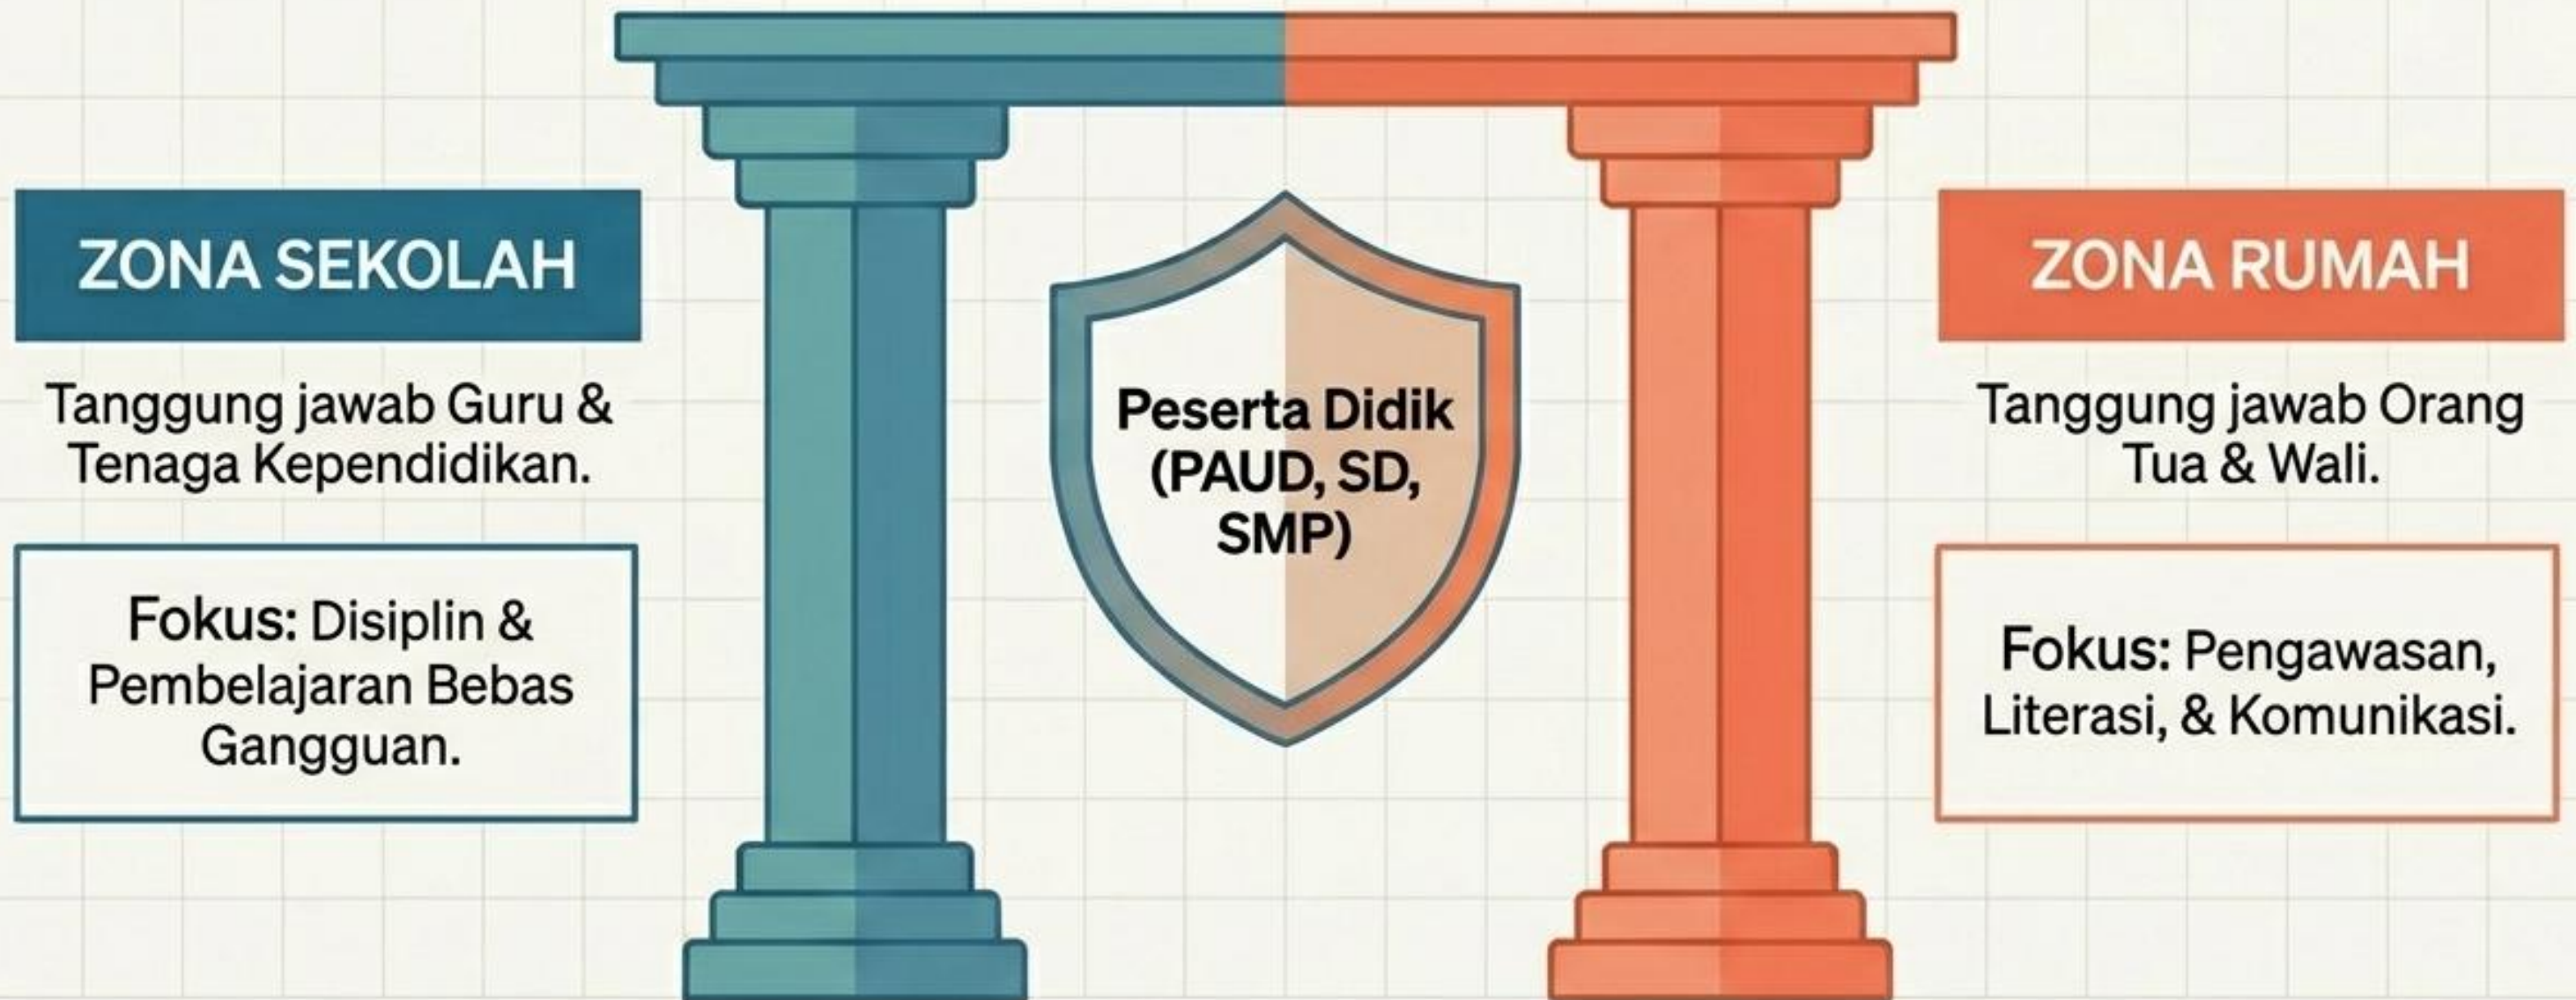 ZONA SEKOLAH
Tanggung jawab Guru &
Tenaga Kependidikan.
Fokus: Disiplin &
Pembelajaran Bebas
Gangguan.
Peserta Didik
(PAUD, SD,
SMP)
ZONA RUMAH
Tanggung jawab Orang
Tua & Wali.
Fokus: Pengawasan,
Literasi, & Komunikasi.